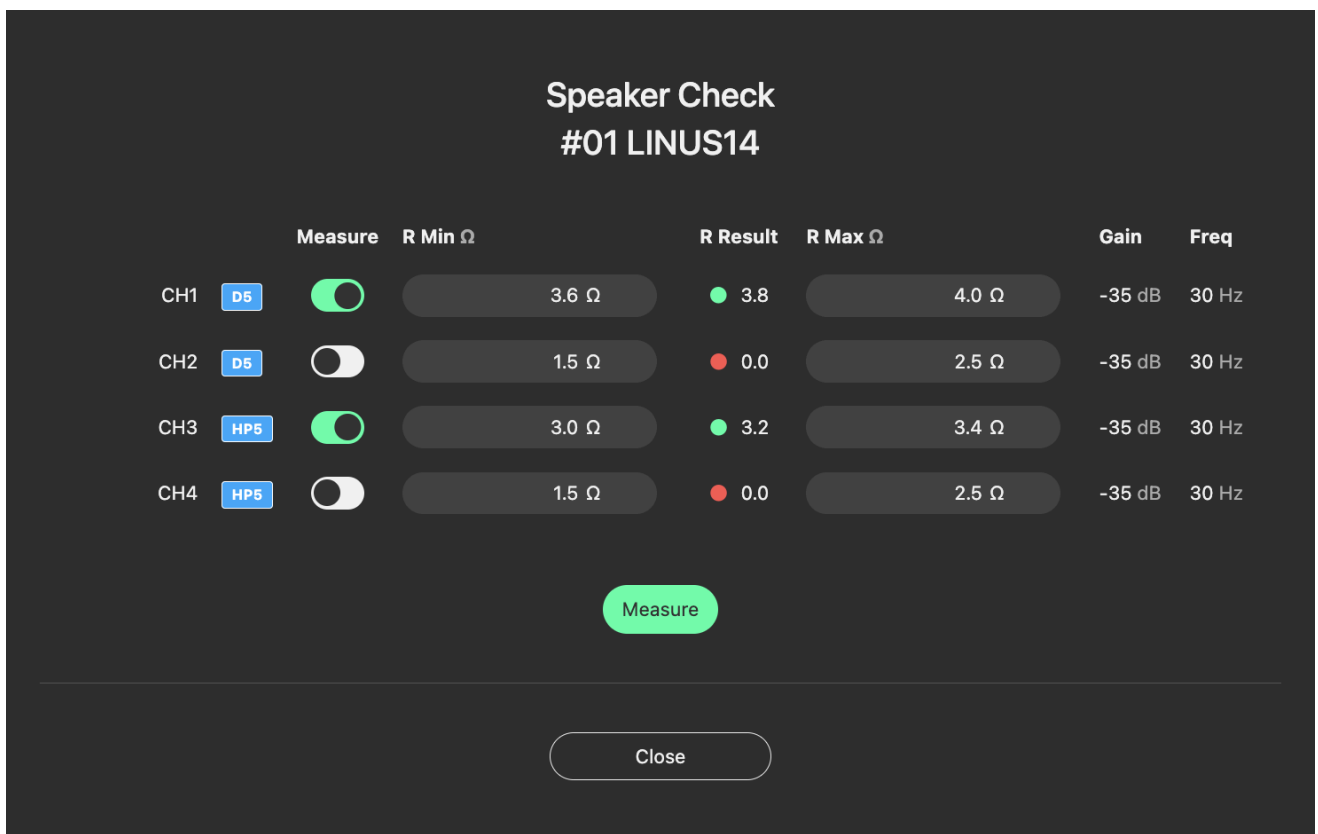 Speaker Check
#01 LINUS14
Measure R Min Ω R Result R Max Ω Gain Freq
CH1 D5 3.6 Ω 3.8 4.0 Ω -35 dB 30 Hz
CH2 D5 1.5 Ω 0.0 2.5 Ω -35 dB 30 Hz
CH3 HP5 3.0 Ω 3.2 3.4 Ω -35 dB 30 Hz
CH4 HP5 1.5 Ω 0.0 2.5 Ω -35 dB 30 Hz
Measure
Close